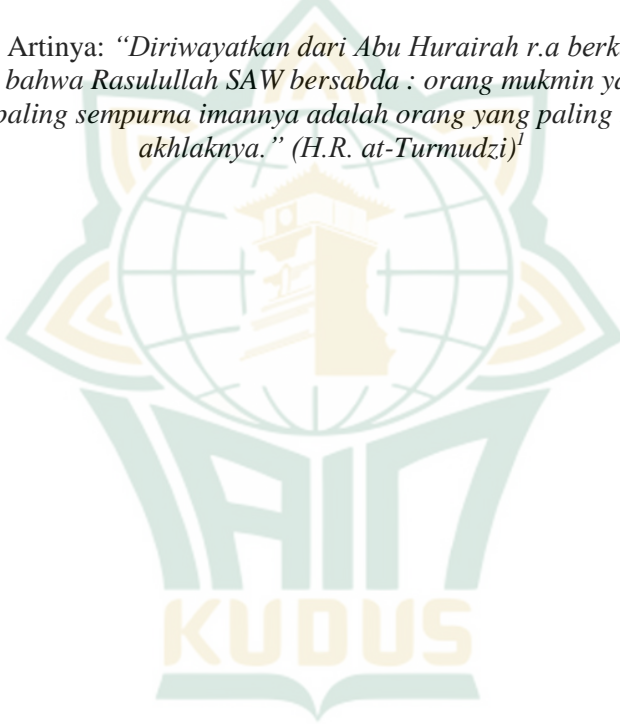 Artinya: “Diriwayatkan dari Abu Hurairah r.a berk
bahwa Rasulullah SAW bersabda : orang mukmin ya
paling sempurna imannya adalah orang yang paling
akhlaknya.” (H.R. at-Turmudzi)1
IAIN
KUDUS